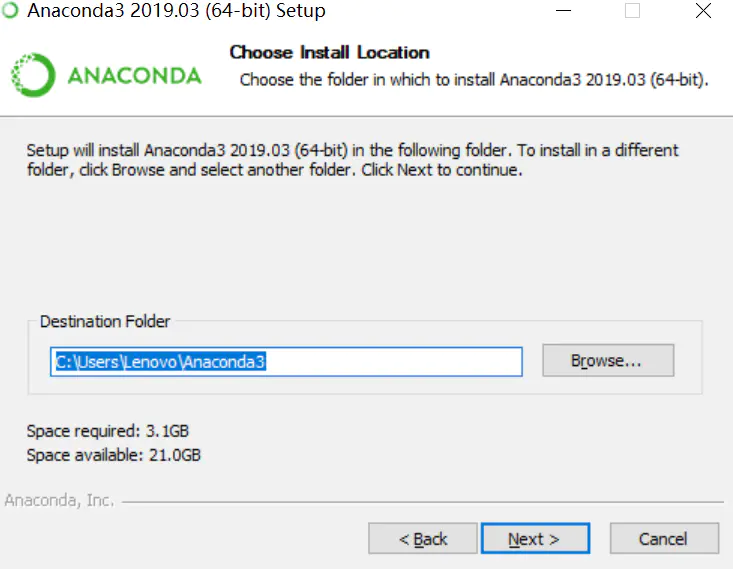 Anaconda3 2019.03 (64-bit) Setup
ANACONDA
Choose Install Location
Choose the folder in which to install Anaconda3 2019.03 (64-bit).
Setup will install Anaconda3 2019.03 (64-bit) in the following folder. To install in a different
folder, click Browse and select another folder. Click Next to continue.
Destination Folder
C:\Users\Lenovo\Anaconda3
Browse...
Space required: 3.1GB
Space available: 21.0GB
Anaconda, Inc.
< Back
Next >
Cancel